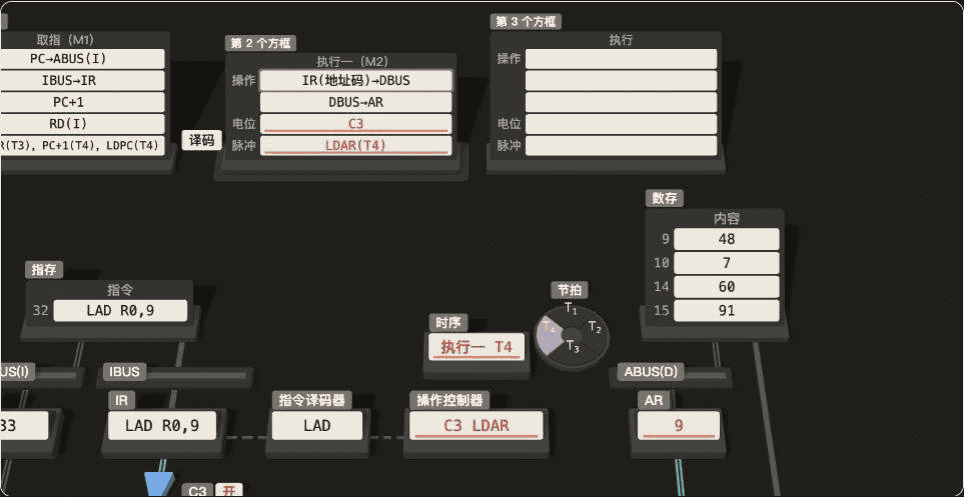 取指（M1）
PC→ABUS(I)
IBUS→IR
PC+1
RD(I)
R(T3), PC+1(T4), LDPC(T4)
译码
第 2 个方框
执行一（M2）
操作
IR(地址码)→DBUS
DBUS→AR
电位
C3
脉冲
LDAR(T4)
第 3 个方框
执行
操作
电位
脉冲
数存
内容
9 48
10 7
14 60
15 91
指存
指令
32 LAD R0,9
节拍
T1
T2
T3
T4
时序
执行一 T4
US(I)
IBUS
ABUS(D)
33
IR
LAD R0,9
指令译码器
LAD
操作控制器
C3 LDAR
AR
9
C3 开